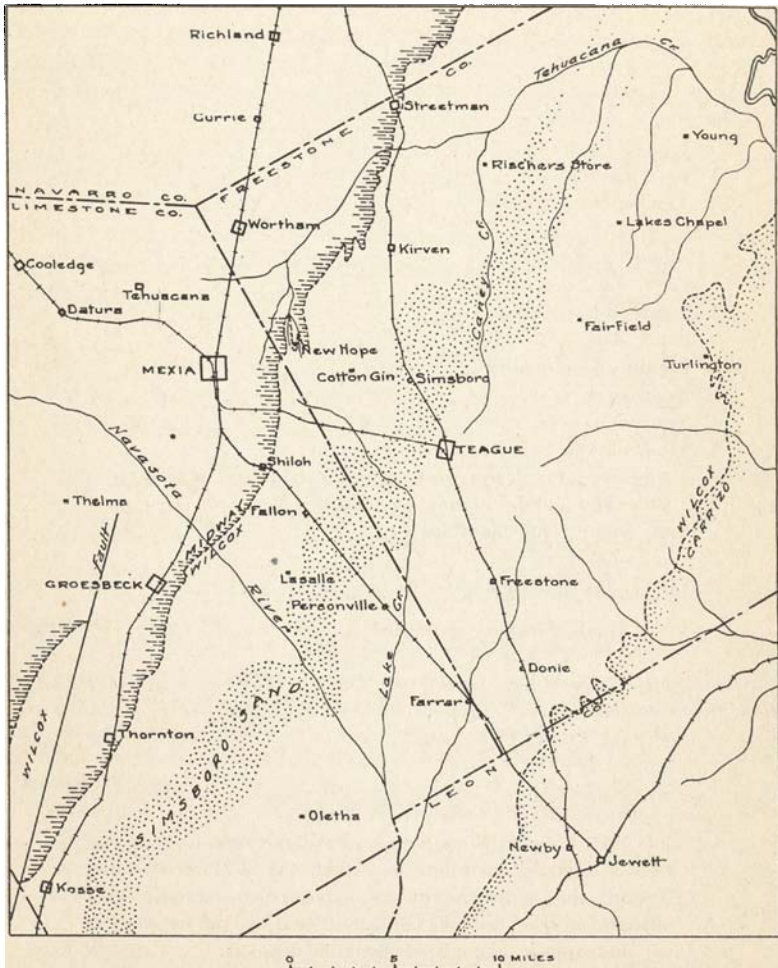 Richland
Currie
Streetman
Tehuacana Cr.
Young
Rischers Store
FREESTONE CO.
NAVARRO CO.
LIMESTONE CO.
Wortham
Lakes Chapel
Kirven
Caney Cr.
Cooledge
Tehuacana
Datura
FairField
New Hope
Turlington
MEXIA
Cotton Gin
Simsboro
TEAGUE
Navasota River
Shiloh
Thelma
Fallon
WILCOX
CARRIZO
MIDWAY
WILCOX
Fault
GROESBECK
Lasalle
Freestone
Personville
Lake Cr.
Donie
SIMSBORO SAND
Farrar
Thornton
WILCOX
LEON CO.
Oletha
Newby
Jewett
Kosse
0 5 10 MILES